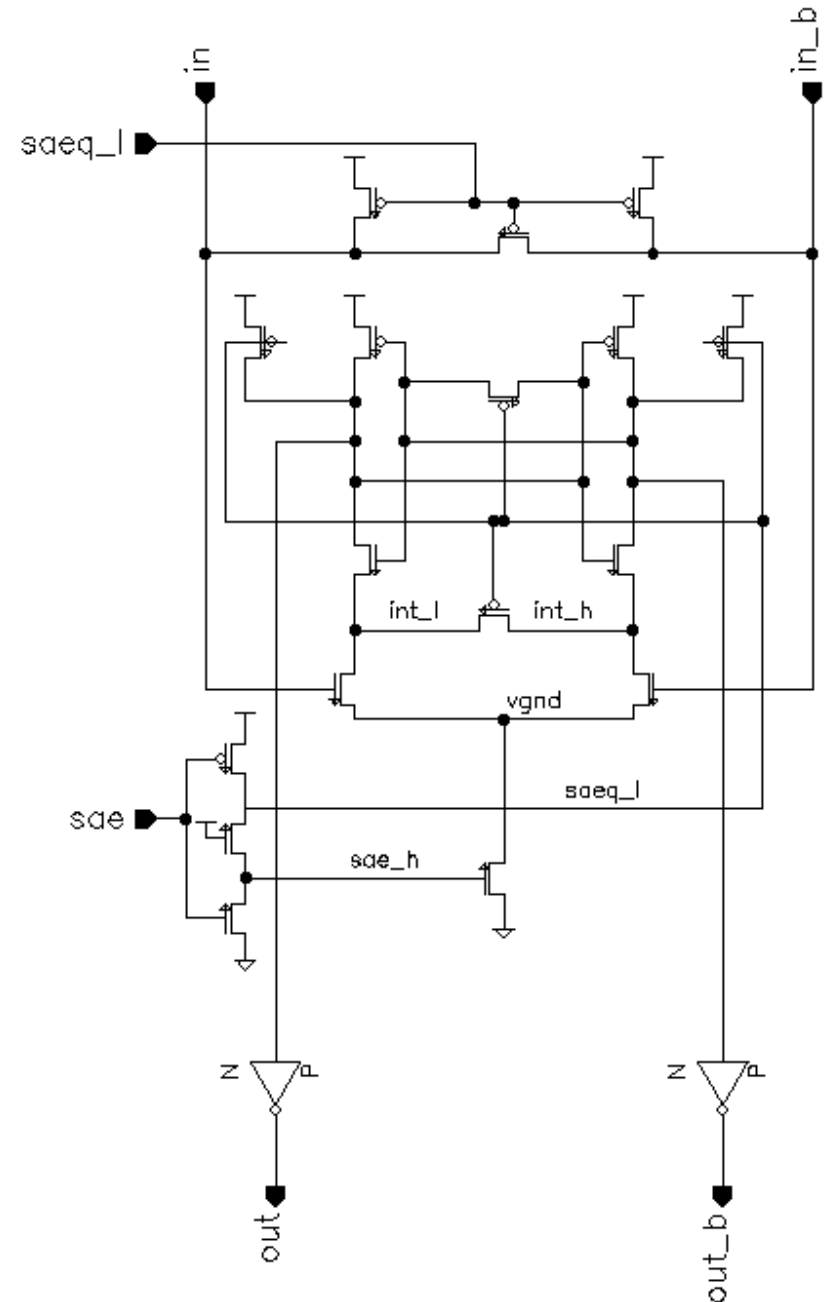 in
in_b
saeq_l
int_l
int_h
vgnd
saeq_l
sae
sae_h
N
P
N
P
out
out_b